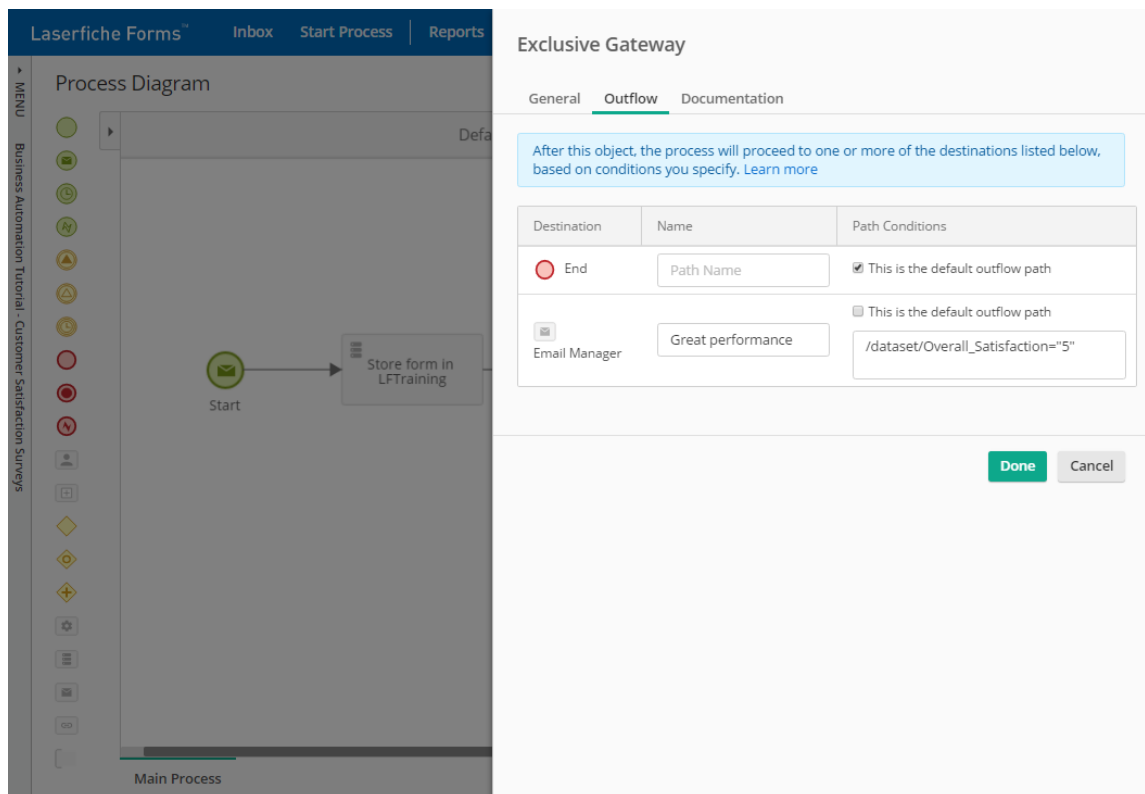 Laserfiche Forms™ Inbox Start Process Reports
MENU
Business Automation Tutorial - Customer Satisfaction Surveys
Process Diagram
Defa
Start
Store form in
LFTraining
Main Process
Exclusive Gateway
General Outflow Documentation
After this object, the process will proceed to one or more of the destinations listed below,
based on conditions you specify. Learn more
Destination Name Path Conditions
End Path Name This is the default outflow path
This is the default outflow path
Email Manager Great performance /dataset/Overall_Satisfaction="5"
Done Cancel